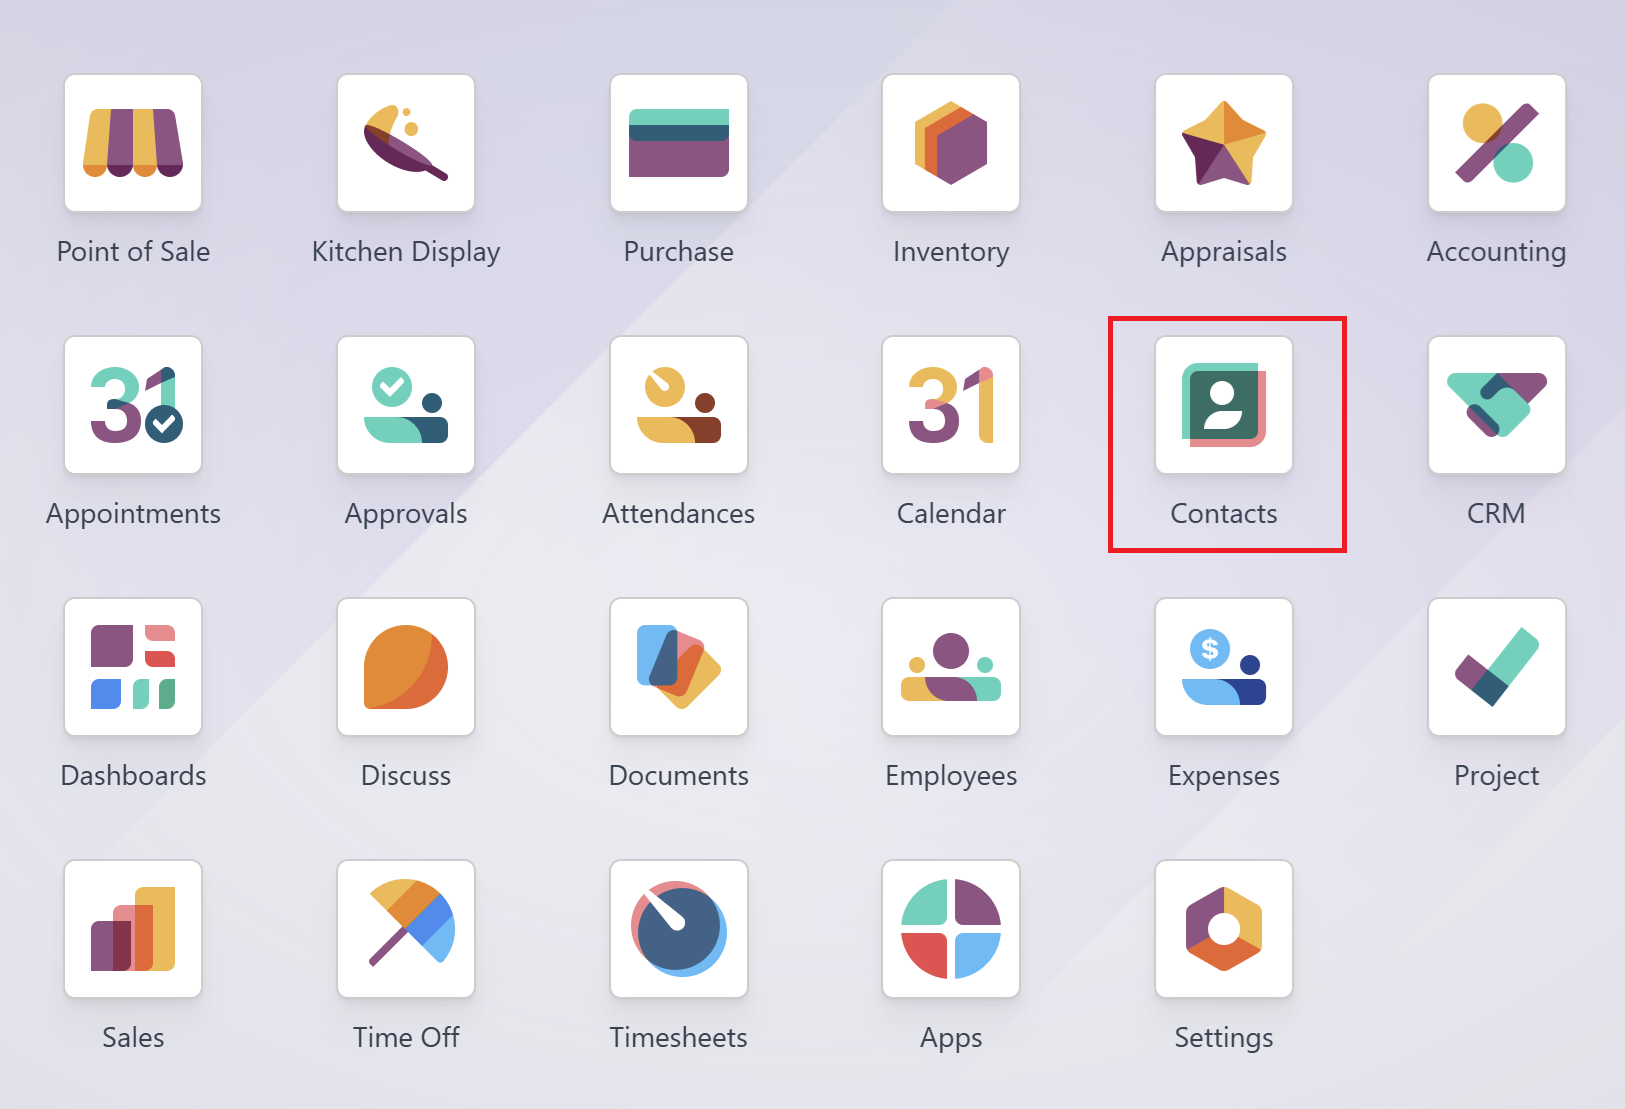 Point of Sale
Kitchen Display
Purchase
Inventory
Appraisals
Accounting
31
Appointments
Approvals
Attendances
31
Calendar
Contacts
CRM
Dashboards
Discuss
Documents
Employees
$
Expenses
Project
Sales
Time Off
Timesheets
Apps
Settings